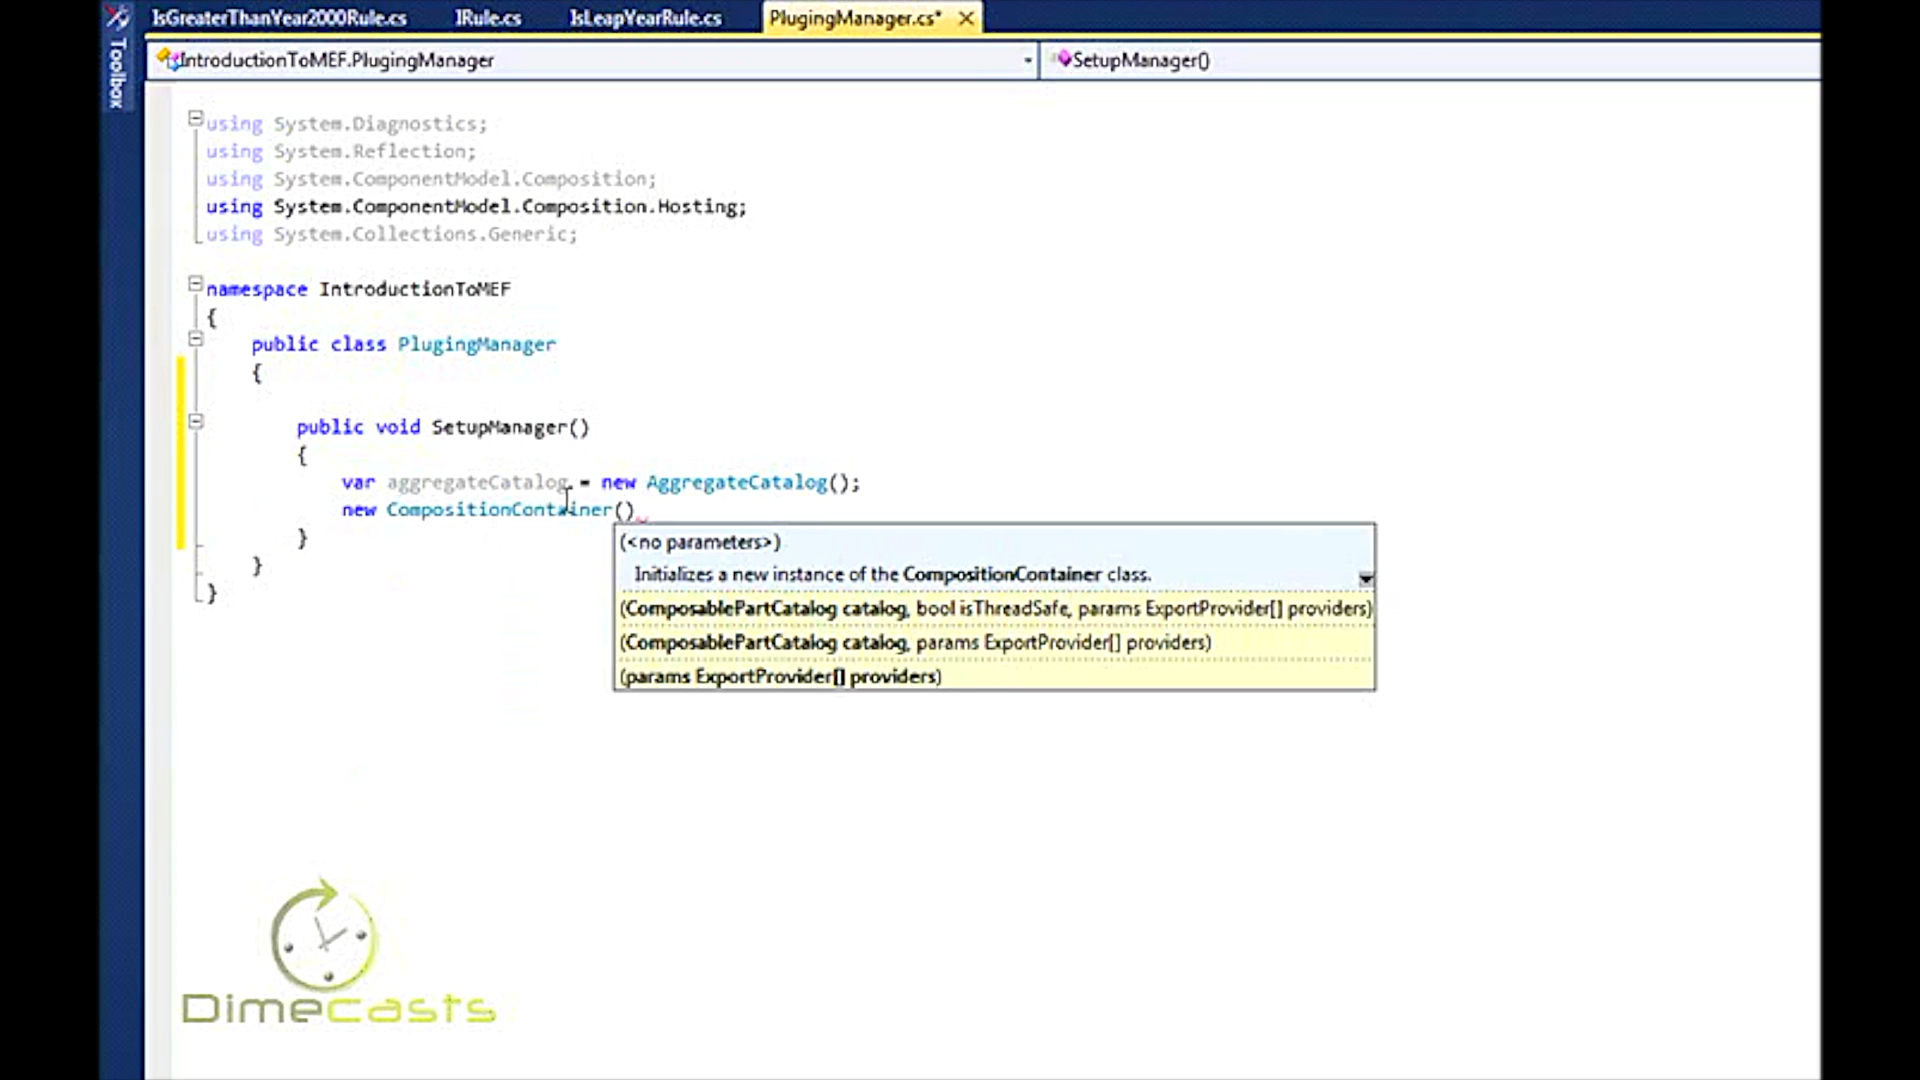 IsGreaterThanYear2000Rule.cs IRule.cs IsLeapYearRule.cs PlugingManager.cs*
Toolbox
IntroductionToMEF.PlugingManager SetupManager()
using System.Diagnostics;
using System.Reflection;
using System.ComponentModel.Composition;
using System.ComponentModel.Composition.Hosting;
using System.Collections.Generic;
namespace IntroductionToMEF
{
public class PlugingManager
{
public void SetupManager()
{
var aggregateCatalog = new AggregateCatalog();
new CompositionContainer()
}
}
}
(<no parameters>)
Initializes a new instance of the CompositionContainer class.
(ComposablePartCatalog catalog, bool isThreadSafe, params ExportProvider[] providers)
(ComposablePartCatalog catalog, params ExportProvider[] providers)
(params ExportProvider[] providers)
Dimecasts